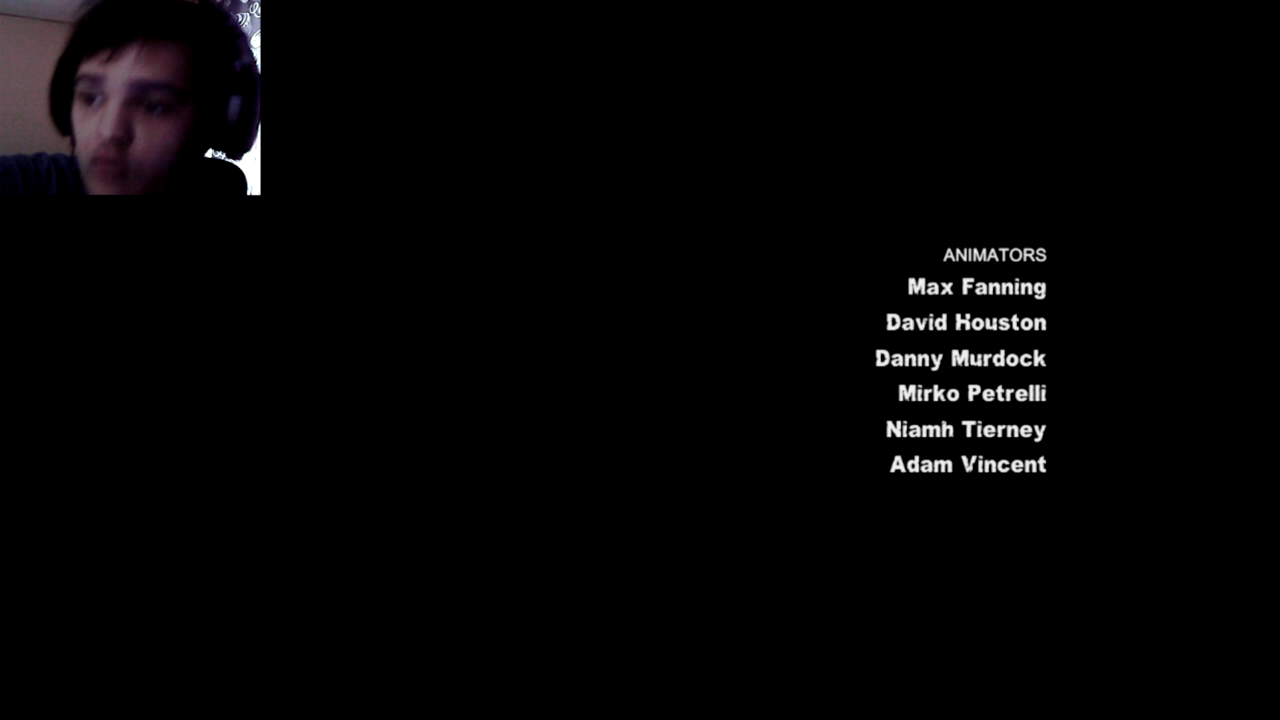 ANIMATORS
Max Fanning
David Houston
Danny Murdock
Mirko Petrelli
Niamh Tierney
Adam Vincent